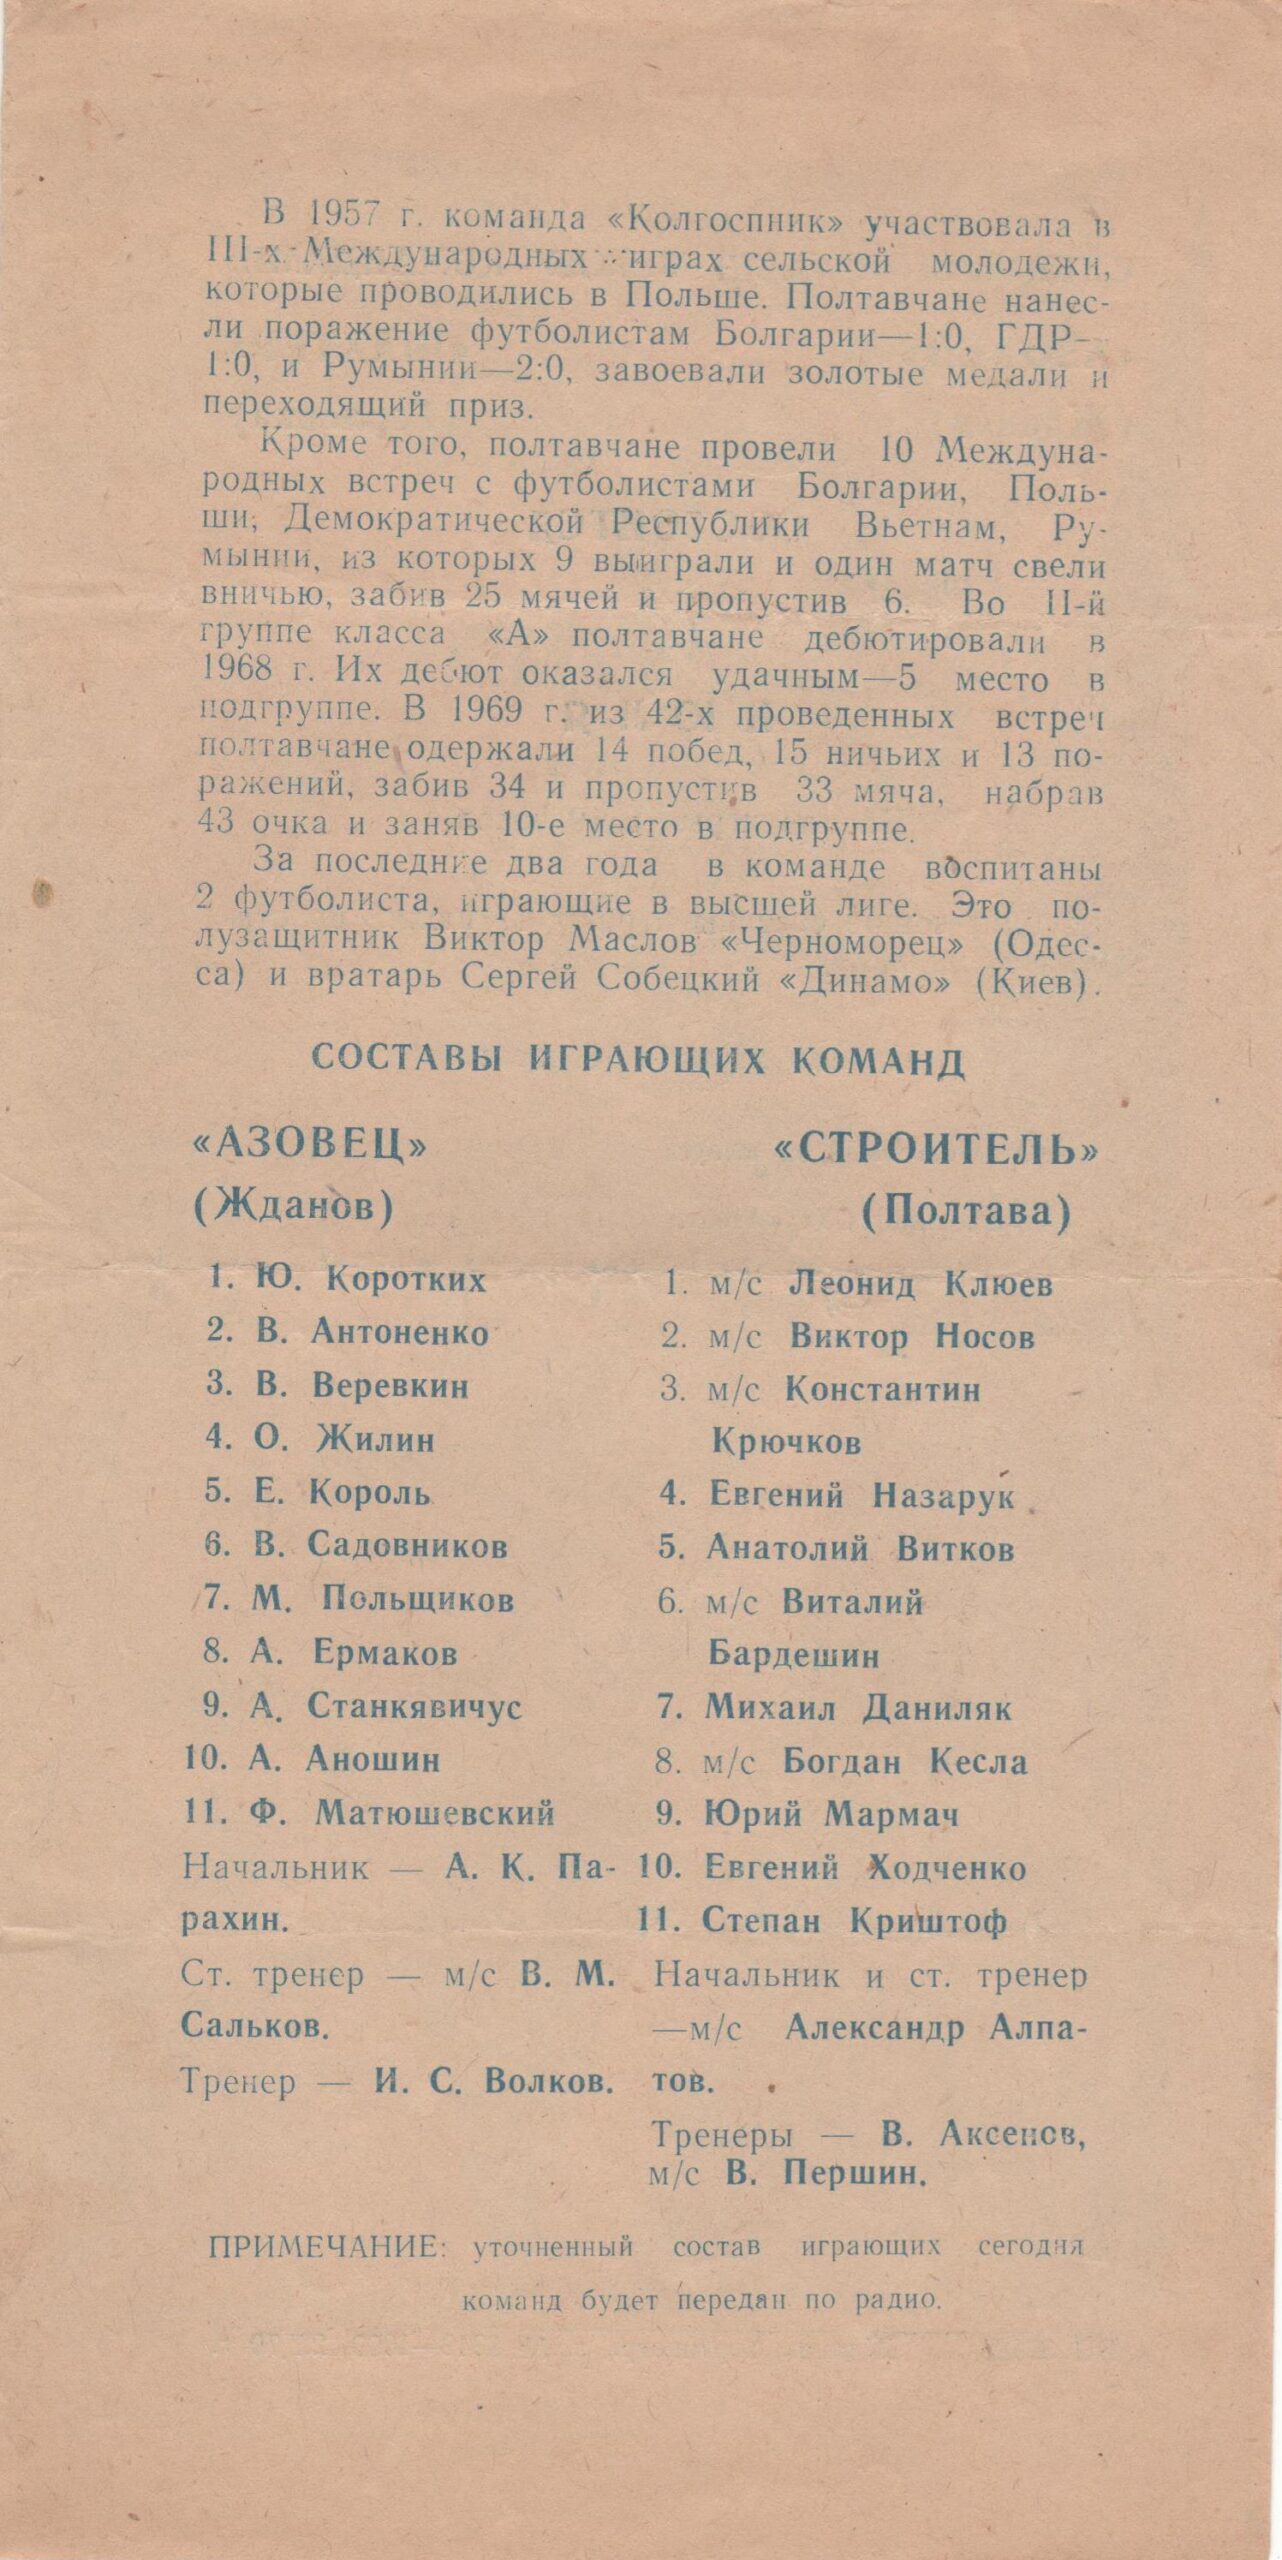 В 1957 г. команда «Колгоспник» участвовала в
III-х Международных играх сельской молодежи,
которые проводились в Польше. Полтавчане нанес-
ли поражение футболистам Болгарии—1:0, ГДР—
1:0, и Румынии—2:0, завоевали золотые медали и
переходящий приз.
Кроме того, полтавчане провели 10 Междуна-
родных встреч с футболистами Болгарии, Поль-
ши, Демократической Республики Вьетнам, Ру-
мынии, из которых 9 выиграли и один матч свели
вничью, забив 25 мячей и пропустив 6. Во II-й
группе класса «А» полтавчане дебютировали в
1968 г. Их дебют оказался удачным—5 место в
подгруппе. В 1969 г. из 42-х проведенных встреч
полтавчане одержали 14 побед, 15 ничьих и 13 по-
ражений, забив 34 и пропустив 33 мяча, набрав
43 очка и заняв 10-е место в подгруппе.
За последние два года в команде воспитаны
2 футболиста, играющие в высшей лиге. Это по-
лузащитник Виктор Маслов «Черноморец» (Одес-
са) и вратарь Сергей Собецкий «Динамо» (Киев).
СОСТАВЫ ИГРАЮЩИХ КОМАНД
«АЗОВЕЦ»
(Жданов)
1. Ю. Коротких
2. В. Антоненко
3. В. Веревкин
4. О. Жилин
5. Е. Король
6. В. Садовников
7. М. Польщиков
8. А. Ермаков
9. А. Станкявичус
10. А. Аношин
11. Ф. Матюшевский
Начальник — А. К. Па-
рахин.
Ст. тренер — м/с В. М.
Сальков.
Тренер — И. С. Волков.
«СТРОИТЕЛЬ»
(Полтава)
1. м/с Леонид Клюев
2. м/с Виктор Носов
3. м/с Константин
Крючков
4. Евгений Назарук
5. Анатолий Витков
6. м/с Виталий
Бардешин
7. Михаил Даниляк
8. м/с Богдан Кесла
9. Юрий Мармач
10. Евгений Ходченко
11. Степан Криштоф
Начальник и ст. тренер
—м/с Александр Алпа-
тов.
Тренеры — В. Аксенов,
м/с В. Першин.
ПРИМЕЧАНИЕ: уточненный состав играющих сегодня
команд будет передан по радио.